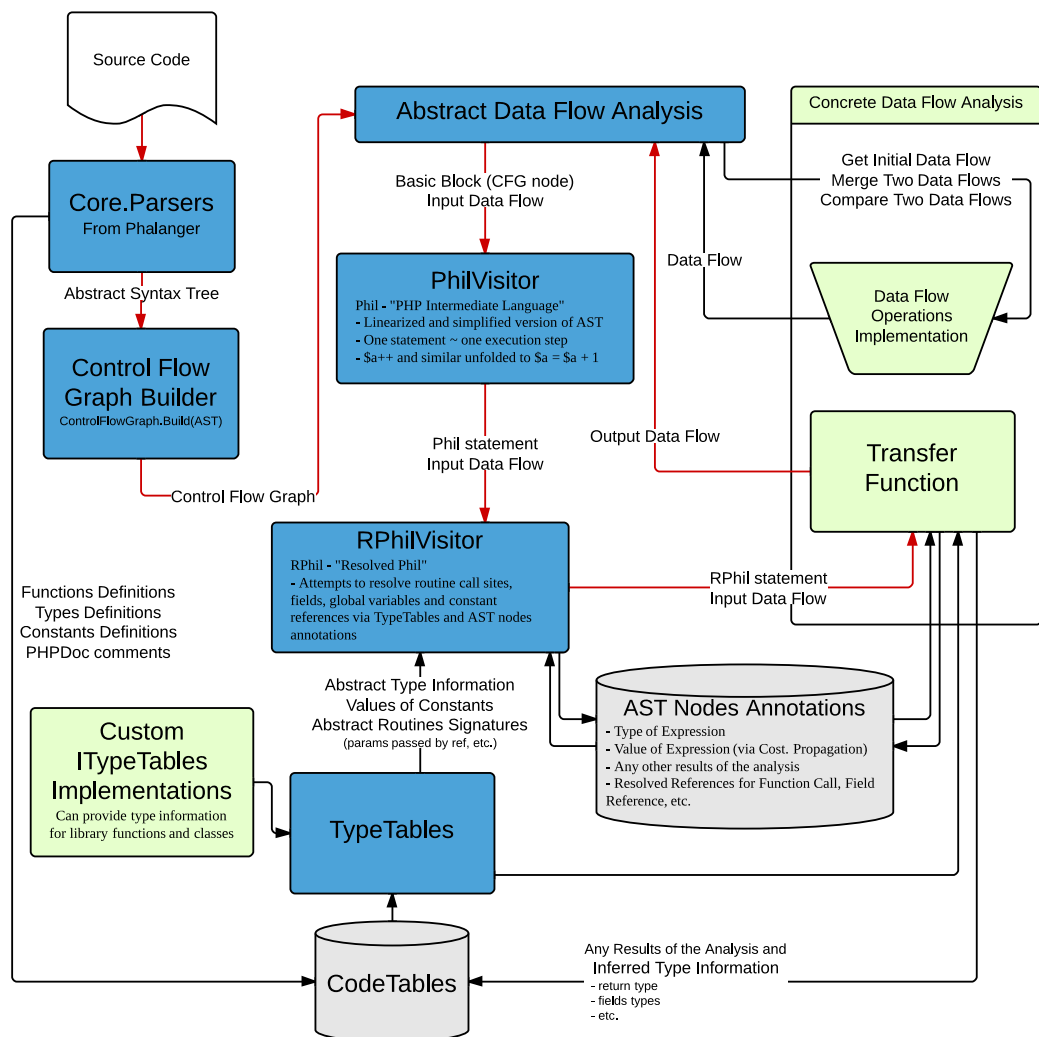 Source Code
Abstract Data Flow Analysis
Concrete Data Flow Analysis
Get Initial Data Flow
Merge Two Data Flows
Compare Two Data Flows
Basic Block (CFG node)
Input Data Flow
Core.Parsers
From Phalanger
Data Flow
PhilVisitor
Phil - "PHP Intermediate Language"
- Linearized and simplified version of AST
- One statement ~ one execution step
- $a++ and similar unfolded to $a = $a + 1
Data Flow
Operations
Implementation
Abstract Syntax Tree
Control Flow
Graph Builder
ControlFlowGraph.Build(AST)
Phil statement
Input Data Flow
Output Data Flow
Transfer
Function
Control Flow Graph
RPhilVisitor
RPhil - "Resolved Phil"
- Attempts to resolve routine call sites,
fields, global variables and constant
references via TypeTables and AST nodes
annotations
RPhil statement
Input Data Flow
Functions Definitions
Types Definitions
Constants Definitions
PHPDoc comments
Abstract Type Information
Values of Constants
Abstract Routines Signatures
(params passed by ref, etc.)
AST Nodes Annotations
- Type of Expression
- Value of Expression (via Cost. Propagation)
- Any other results of the analysis
- Resolved References for Function Call, Field
Reference, etc.
Custom
ITypeTables
Implementations
Can provide type information
for library functions and classes
TypeTables
CodeTables
Any Results of the Analysis and
Inferred Type Information
- return type
- fields types
- etc.